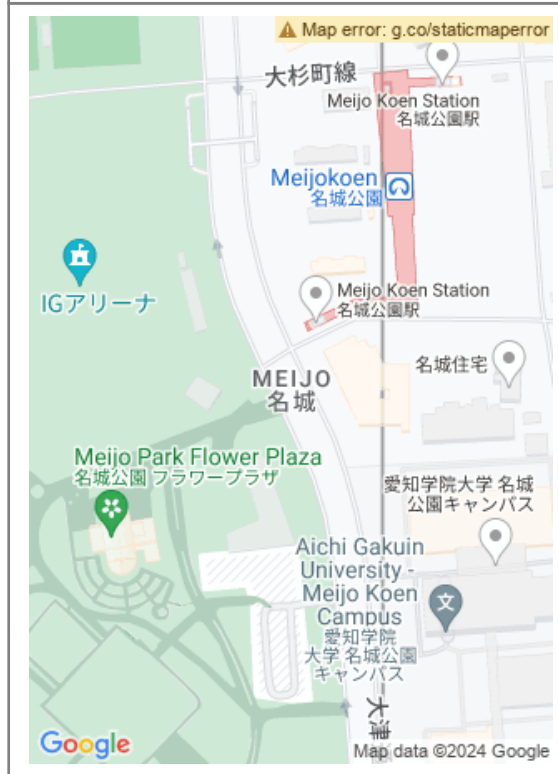 Map error: g.co/staticmaperror
大杉町線
Meijo Koen Station
名城公園駅
Meijokoen
名城公園
IGアリーナ
Meijo Koen Station
名城公園駅
MEIJO
名城
名城住宅
Meijo Park Flower Plaza
名城公園 フラワープラザ
愛知学院大学 名城
公園キャンパス
Aichi Gakuin
University -
Meijo Koen
Campus
愛知学院
大学 名城公園
キャンパス
文
大津
Google
Map data ©2024 Google